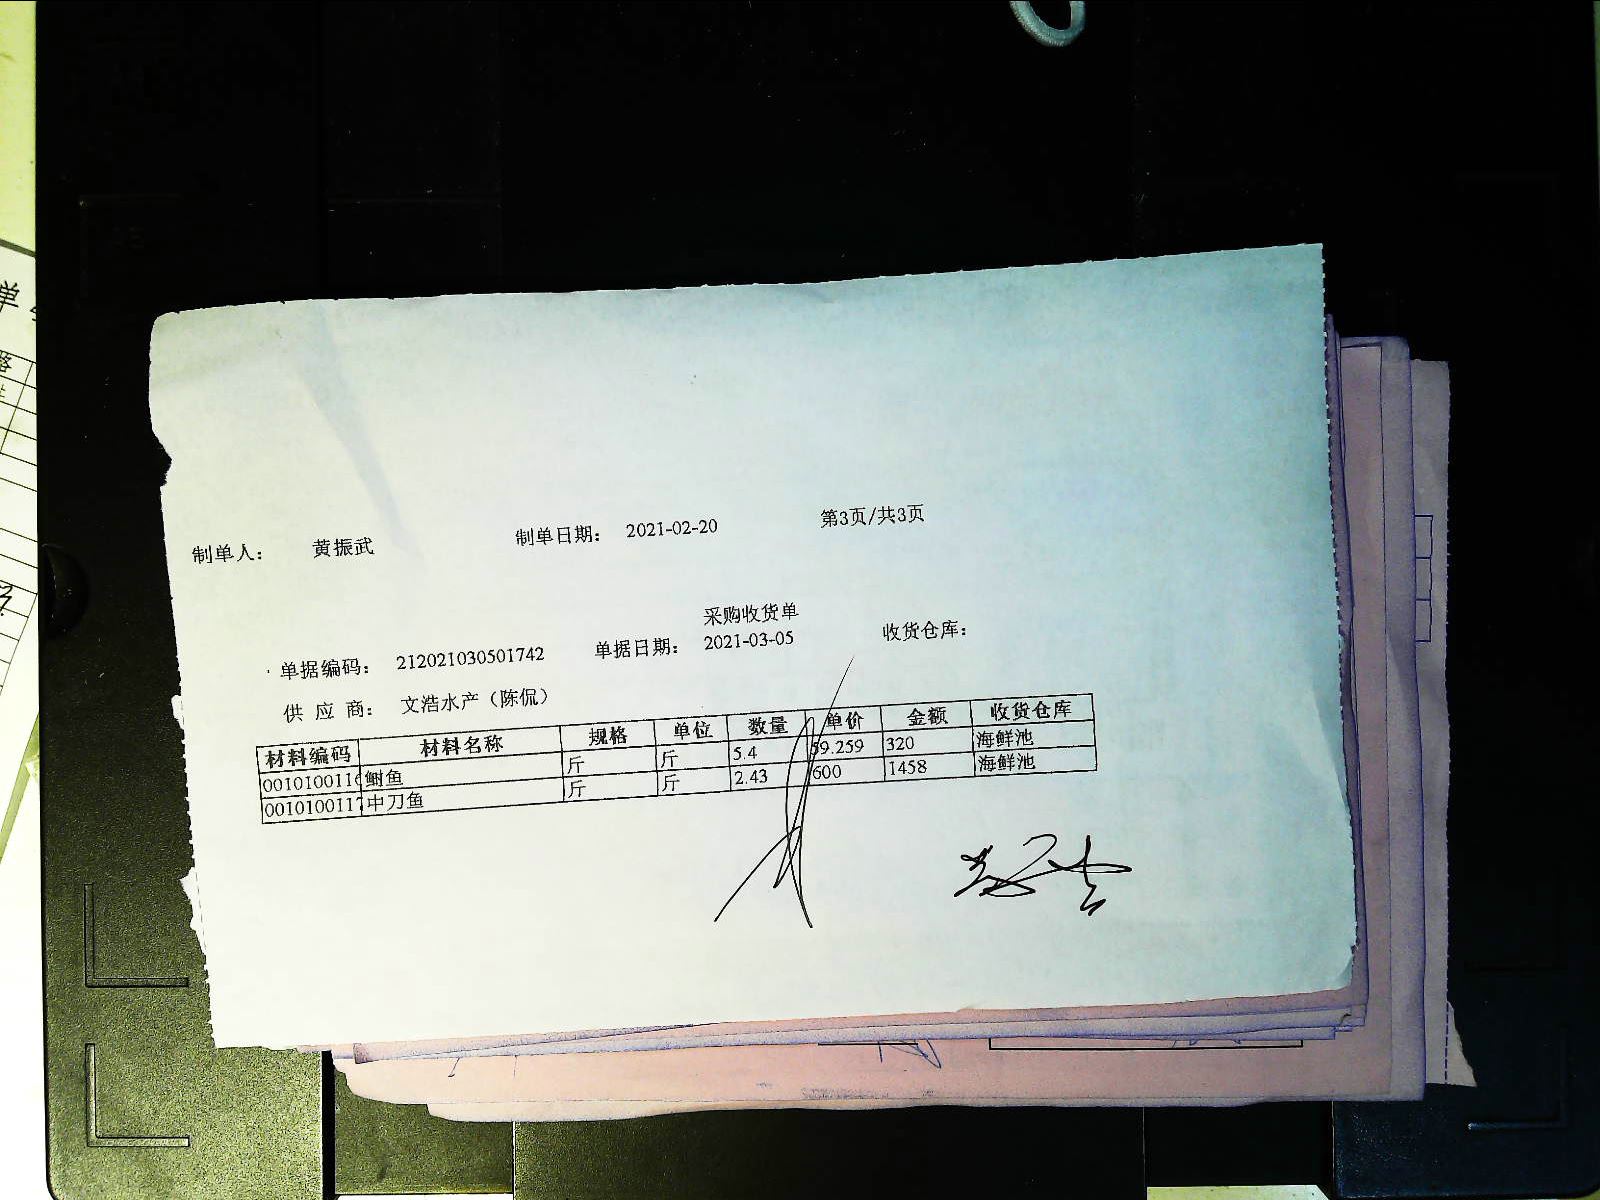 制单人： 黄振武 制单日期： 2021-02-20 第3页/共3页
采购收货单
单据编码： 212021030501742 单据日期： 2021-03-05 收货仓库：
供 应 商： 文浩水产（陈侃）
材料编码 材料名称 规格 单位 数量 单价 金额 收货仓库
0010100116 鲥鱼 斤 斤 5.4 59.259 320 海鲜池
0010100117 中刀鱼 斤 斤 2.43 600 1458 海鲜池
单